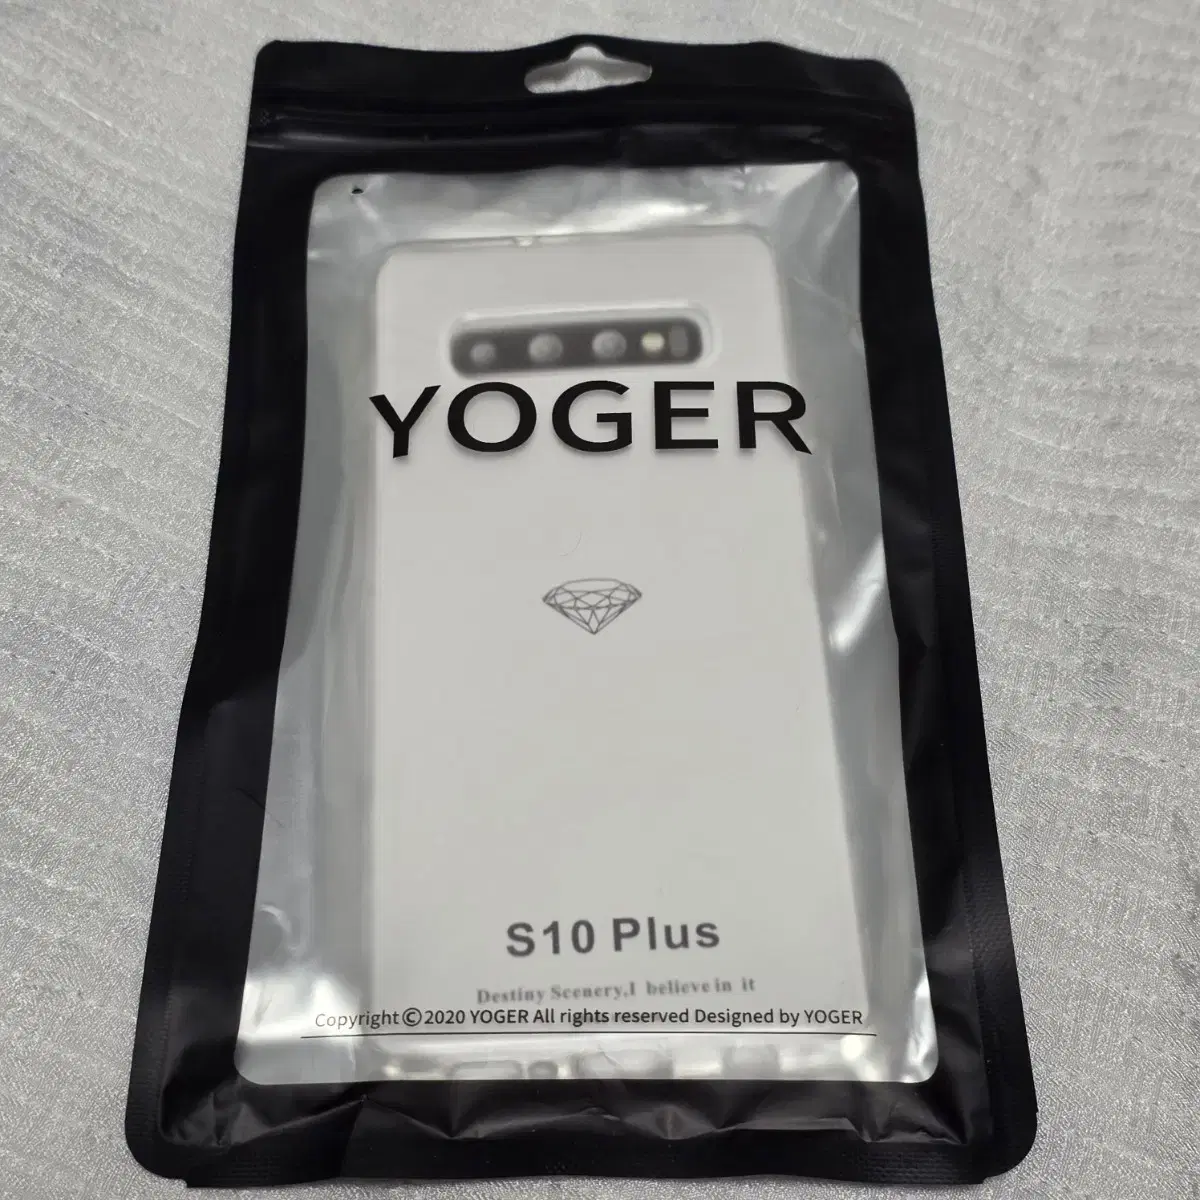 YOGER
S10 Plus
Destiny Scenery,I believe in it
Copyright©2020 YOGER All rights reserved Designed by YOGER